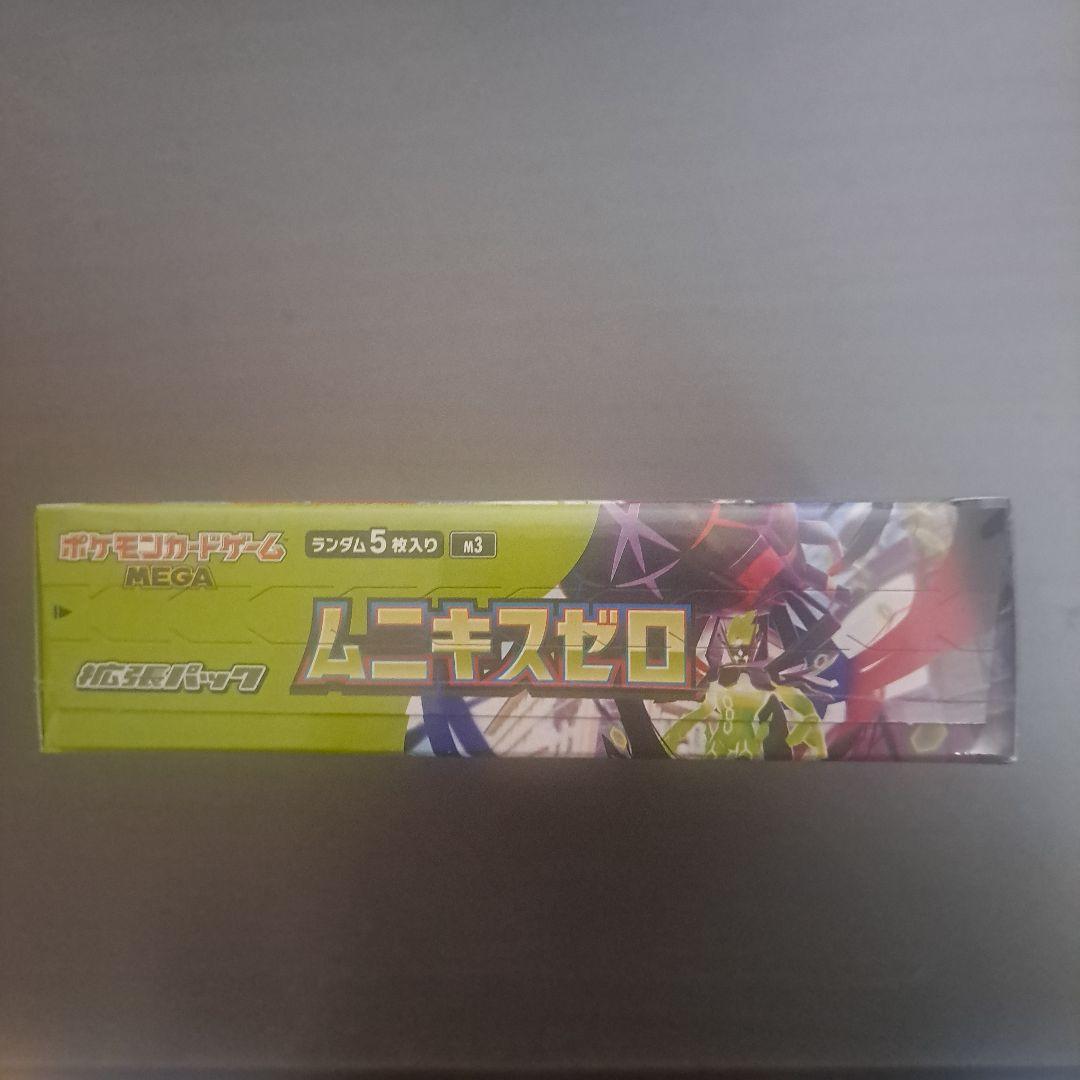 ポケモンカードゲーム
MEGA
ランダム5枚入り M3
ムニキスゼロ
拡張パック